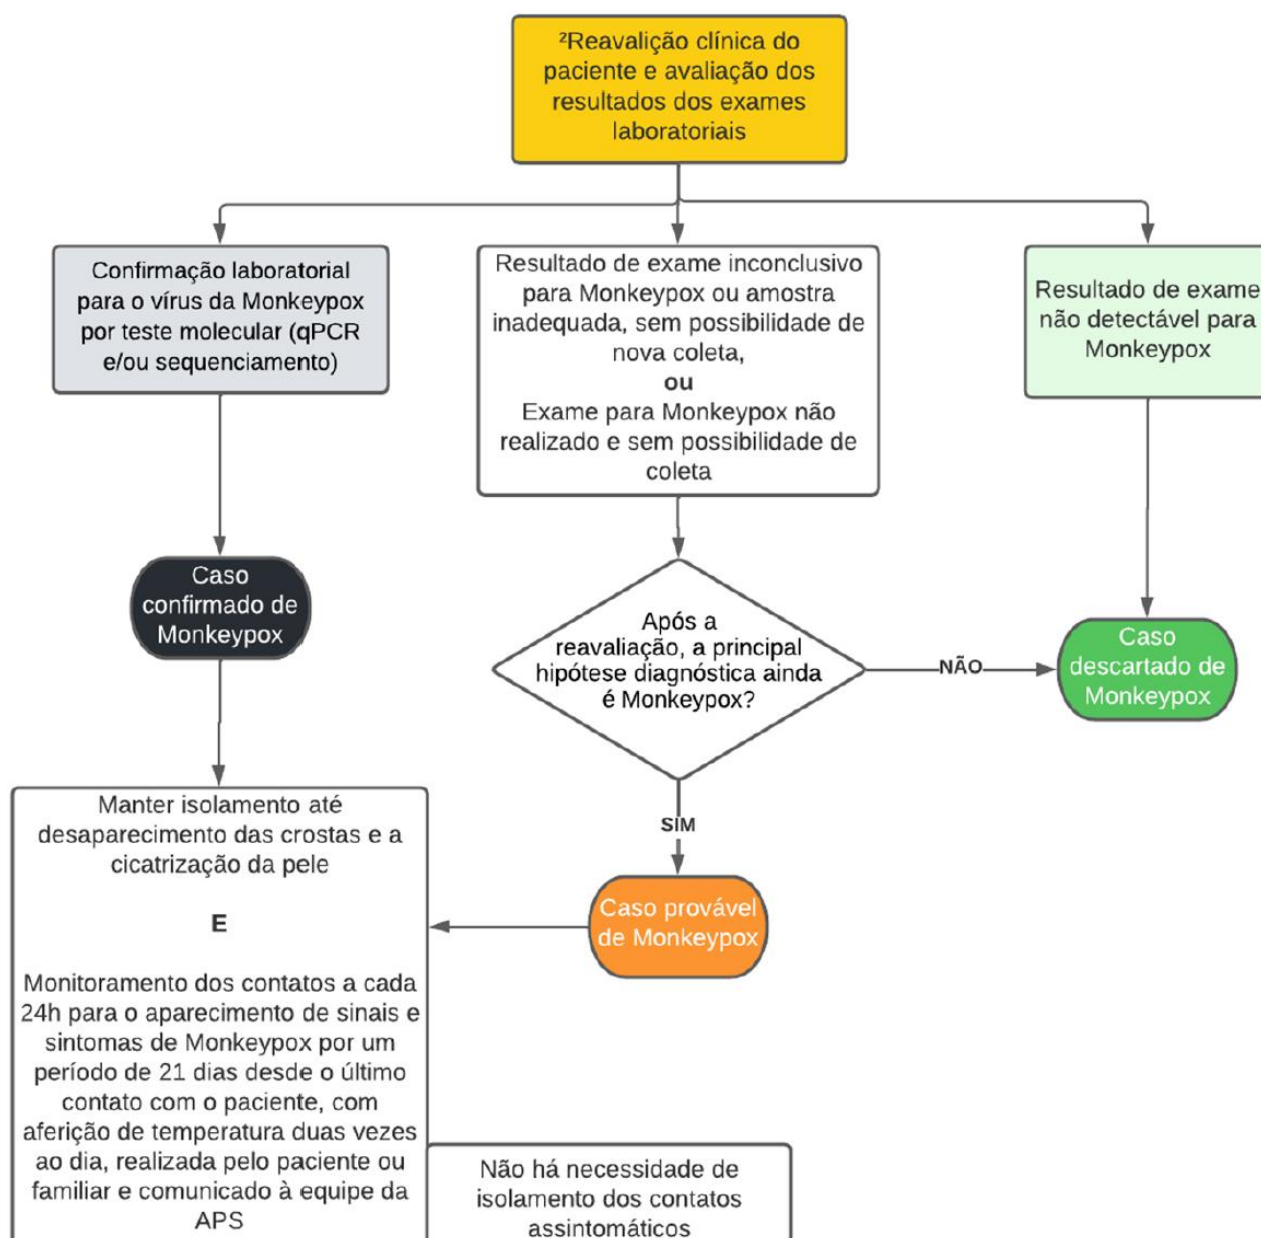 ²Reavalição clínica do
paciente e avaliação dos
resultados dos exames
laboratoriais
Confirmação laboratorial
para o vírus da Monkeypox
por teste molecular (qPCR
e/ou sequenciamento)
Resultado de exame inconclusivo
para Monkeypox ou amostra
inadequada, sem possibilidade de
nova coleta,
ou
Exame para Monkeypox não
realizado e sem possibilidade de
coleta
Resultado de exame
não detectável para
Monkeypox
Caso
confirmado de
Monkeypox
Após a
reavaliação, a principal
hipótese diagnóstica ainda
é Monkeypox?
NÃO
Caso
descartado de
Monkeypox
SIM
Caso provável
de Monkeypox
Manter isolamento até
desaparecimento das crostas e a
cicatrização da pele
E
Monitoramento dos contatos a cada
24h para o aparecimento de sinais e
sintomas de Monkeypox por um
período de 21 dias desde o último
contato com o paciente, com
aferição de temperatura duas vezes
ao dia, realizada pelo paciente ou
familiar e comunicado à equipe da
APS
Não há necessidade de
isolamento dos contatos
assintomáticos